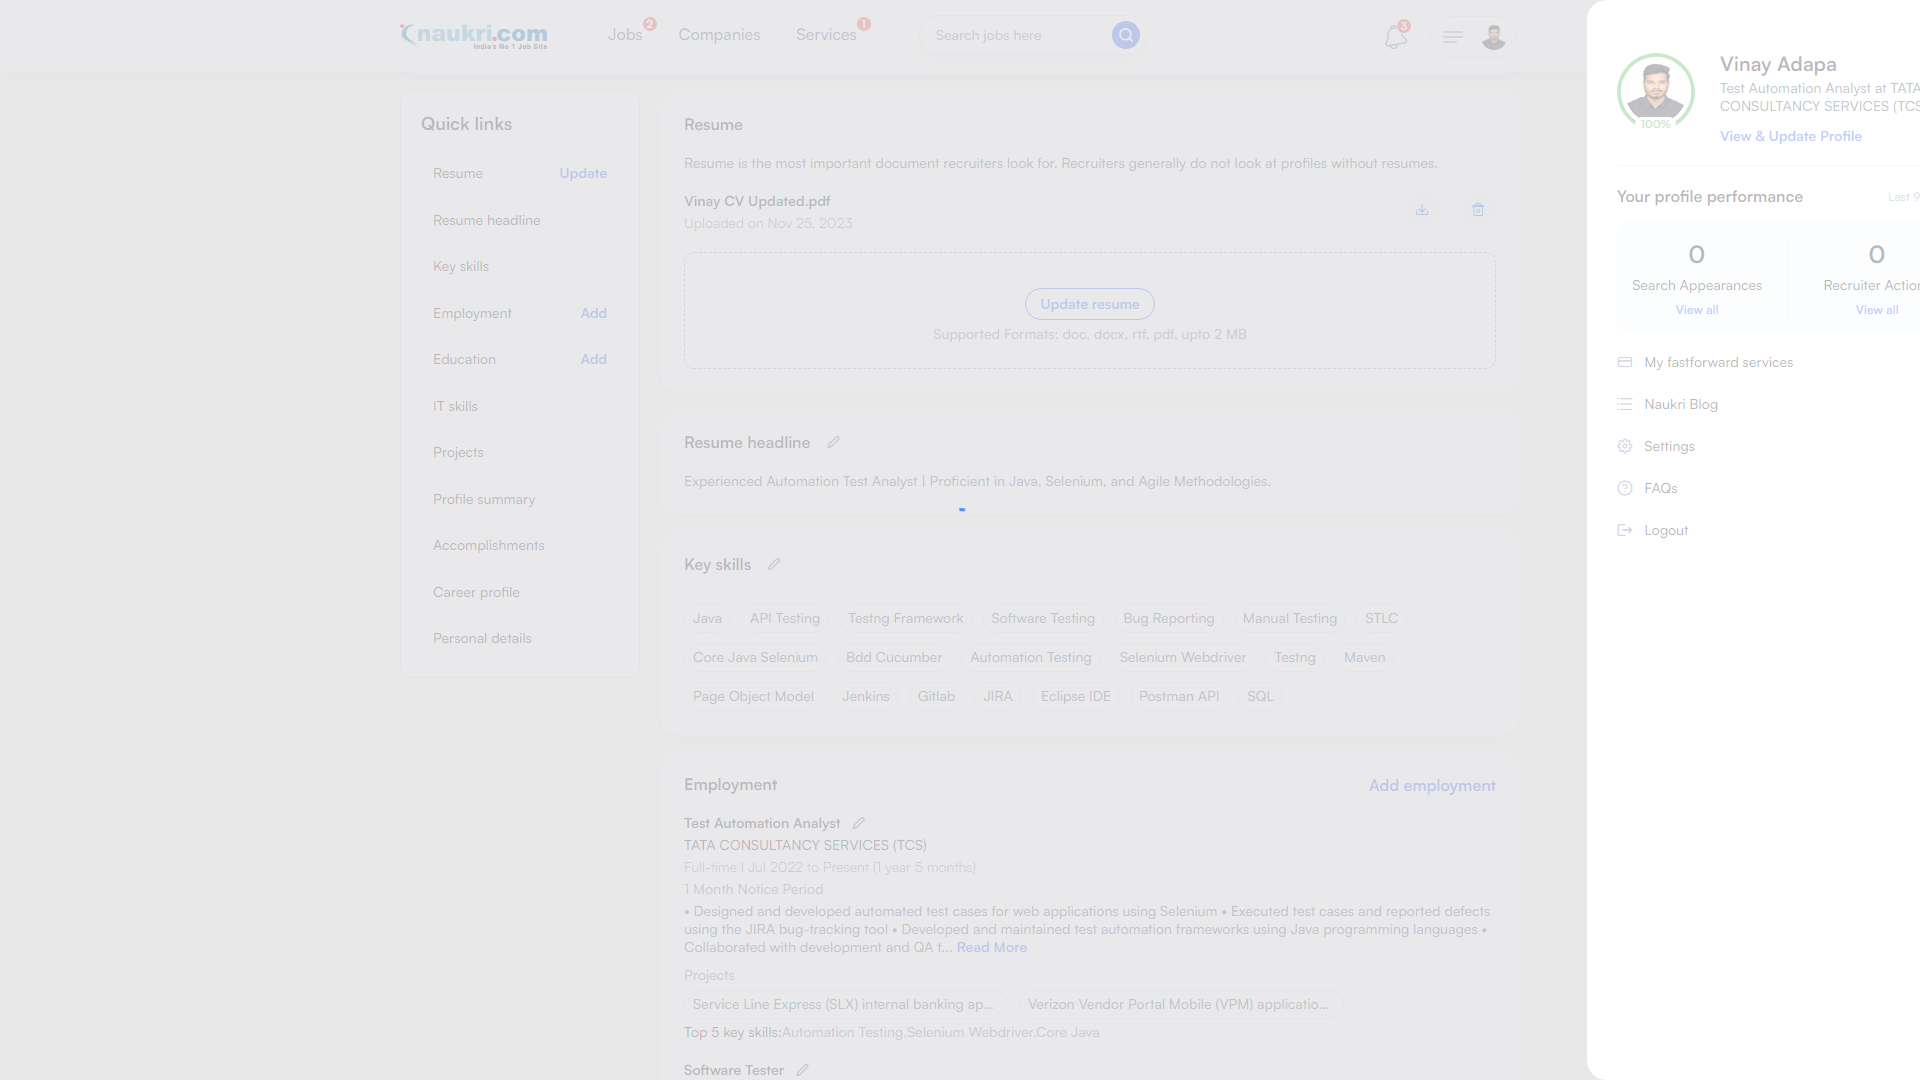 naukri.com
India's No 1 Job Site
Jobs
2
Companies
Services
1
Search jobs here
3
Quick links
Resume
Update
Resume headline
Key skills
Employment
Add
Education
Add
IT skills
Projects
Profile summary
Accomplishments
Career profile
Personal details
Resume
Resume is the most important document recruiters look for. Recruiters generally do not look at profiles without resumes.
Vinay CV Updated.pdf
Uploaded on Nov 25, 2023
Update resume
Supported Formats: doc, docx, rtf, pdf, upto 2 MB
Resume headline
Experienced Automation Test Analyst | Proficient in Java, Selenium, and Agile Methodologies.
Key skills
Java API Testing Testng Framework Software Testing Bug Reporting Manual Testing STLC
Core Java Selenium Bdd Cucumber Automation Testing Selenium Webdriver Testng Maven
Page Object Model Jenkins Gitlab JIRA Eclipse IDE Postman API SQL
Employment
Add employment
Test Automation Analyst
TATA CONSULTANCY SERVICES (TCS)
Full-time | Jul 2022 to Present (1 year 5 months)
1 Month Notice Period
• Designed and developed automated test cases for web applications using Selenium • Executed test cases and reported defects
using the JIRA bug-tracking tool • Developed and maintained test automation frameworks using Java programming languages •
Collaborated with development and QA t... Read More
Projects
Service Line Express (SLX) internal banking ap... Verizon Vendor Portal Mobile (VPM) applicatio...
Top 5 key skills:Automation Testing,Selenium Webdriver,Core Java
Software Tester
100%
Vinay Adapa
Test Automation Analyst at TATA
CONSULTANCY SERVICES (TCS
View & Update Profile
Your profile performance
Last 9
0
Search Appearances
View all
0
Recruiter Action
View all
My fastforward services
Naukri Blog
Settings
FAQs
Logout